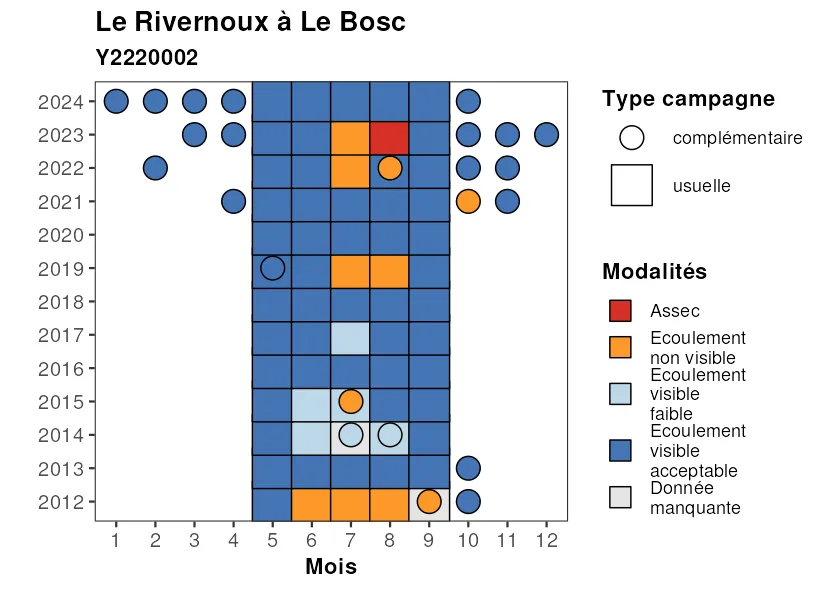 Le Rivernoux à Le Bosc
Y2220002
2024
2023
2022
2021
2020
2019
2018
2017
2016
2015
2014
2013
2012
1 2 3 4 5 6 7 8 9 10 11 12
Mois
Type campagne
complémentaire
usuelle
Modalités
Assec
Ecoulement
non visible
Ecoulement
visible
faible
Ecoulement
visible
acceptable
Donnée
manquante